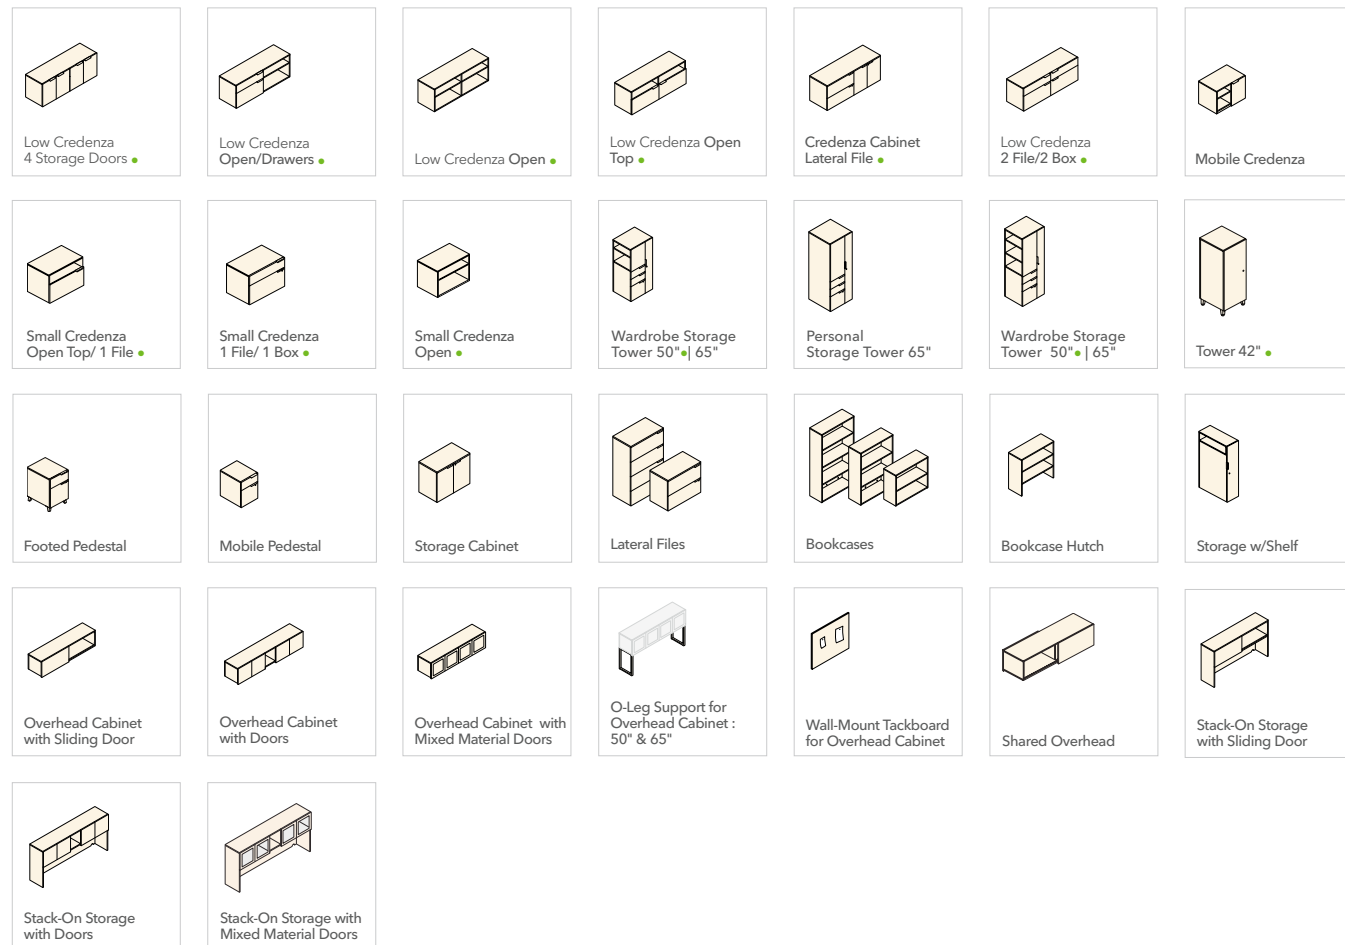 Low Credenza
4 Storage Doors •
Low Credenza
Open/Drawers •
Low Credenza Open •
Low Credenza Open
Top •
Credenza Cabinet
Lateral File •
Low Credenza
2 File/2 Box •
Mobile Credenza
Small Credenza
Open Top/ 1 File •
Small Credenza
1 File/ 1 Box •
Small Credenza
Open •
Wardrobe Storage
Tower 50"•| 65"
Personal
Storage Tower 65"
Wardrobe Storage
Tower 50"• | 65"
Tower 42" •
Footed Pedestal
Mobile Pedestal
Storage Cabinet
Lateral Files
Bookcases
Bookcase Hutch
Storage w/Shelf
Overhead Cabinet
with Sliding Door
Overhead Cabinet
with Doors
Overhead Cabinet with
Mixed Material Doors
O-Leg Support for
Overhead Cabinet :
50" & 65"
Wall-Mount Tackboard
for Overhead Cabinet
Shared Overhead
Stack-On Storage
with Sliding Door
Stack-On Storage
with Doors
Stack-On Storage with
Mixed Material Doors